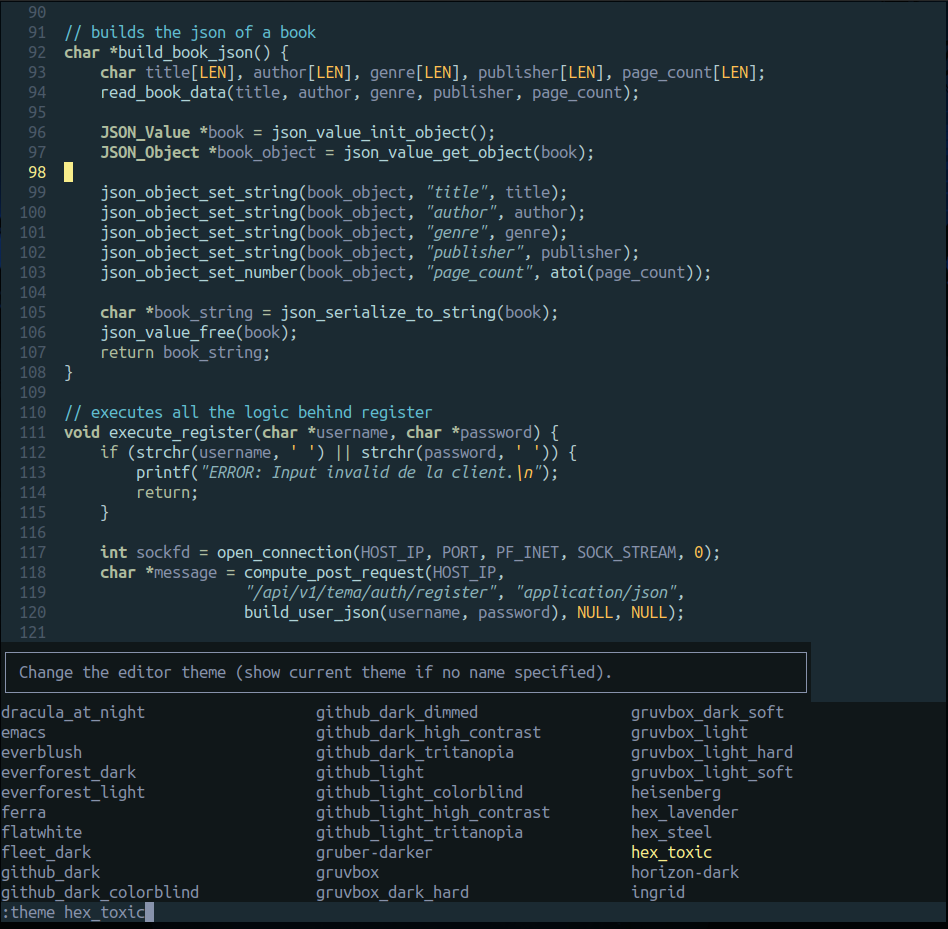 90
91 // builds the json of a book
92 char *build_book_json() {
93     char title[LEN], author[LEN], genre[LEN], publisher[LEN], page_count[LEN];
94     read_book_data(title, author, genre, publisher, page_count);
95
96     JSON_Value *book = json_value_init_object();
97     JSON_Object *book_object = json_value_get_object(book);
98
99     json_object_set_string(book_object, "title", title);
100     json_object_set_string(book_object, "author", author);
101     json_object_set_string(book_object, "genre", genre);
102     json_object_set_string(book_object, "publisher", publisher);
103     json_object_set_number(book_object, "page_count", atoi(page_count));
104
105     char *book_string = json_serialize_to_string(book);
106     json_value_free(book);
107     return book_string;
108 }
109
110 // executes all the logic behind register
111 void execute_register(char *username, char *password) {
112     if (strchr(username, ' ') || strchr(password, ' ')) {
113         printf("ERROR: Input invalid de la client.\n");
114         return;
115     }
116
117     int sockfd = open_connection(HOST_IP, PORT, PF_INET, SOCK_STREAM, 0);
118     char *message = compute_post_request(HOST_IP,
119                     "/api/v1/tema/auth/register", "application/json",
120                     build_user_json(username, password), NULL, NULL);
121
Change the editor theme (show current theme if no name specified).
dracula_at_night github_dark_dimmed gruvbox_dark_soft
emacs github_dark_high_contrast gruvbox_light
everblush github_dark_tritanopia gruvbox_light_hard
everforest_dark github_light gruvbox_light_soft
everforest_light github_light_colorblind heisenberg
ferra github_light_high_contrast hex_lavender
flatwhite github_light_tritanopia hex_steel
fleet_dark gruber-darker hex_toxic
github_dark gruvbox horizon-dark
github_dark_colorblind gruvbox_dark_hard ingrid
:theme hex_toxic